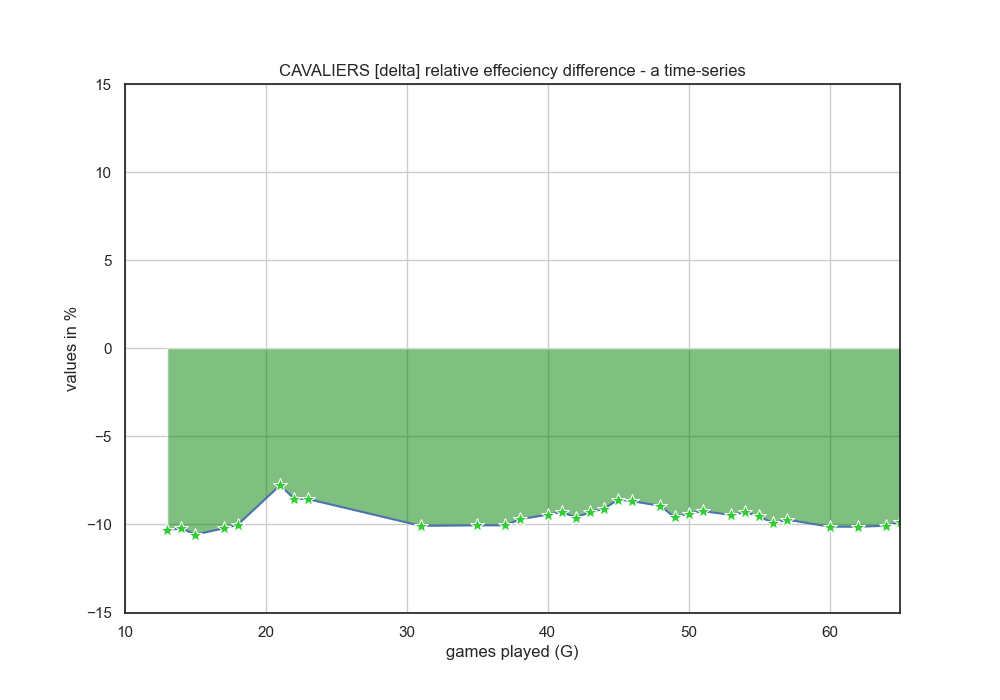 CAVALIERS [delta] relative effeciency difference - a time-series
15
10
5
0
−5
−10
−15
values in %
10 20 30 40 50 60
games played (G)